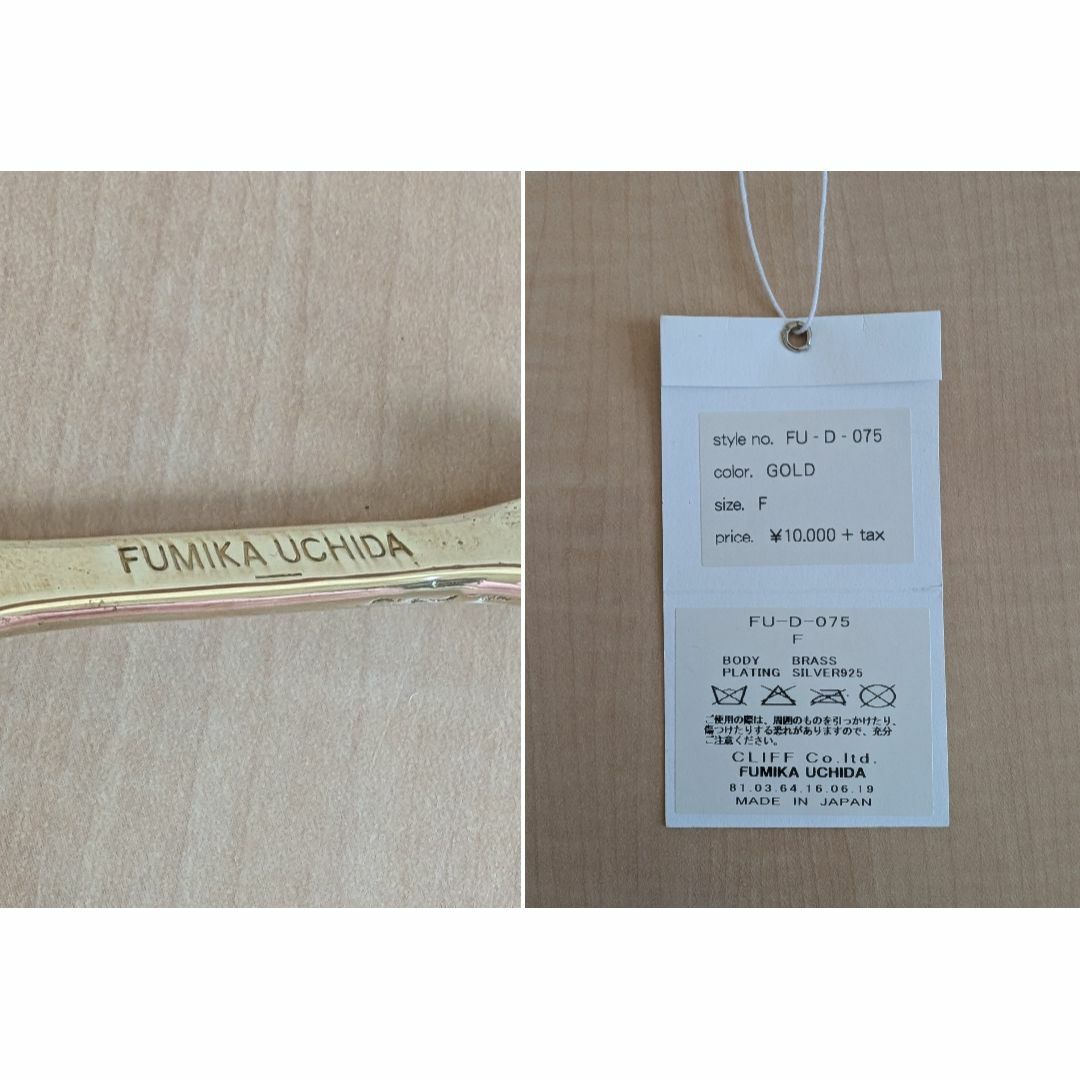 FUMIKA UCHIDA
style no. FU - D - 075
color. GOLD
size. F
price. ¥10.000 + tax
FU-D-075
F
BODY BRASS
PLATING SILVER925
ご使用の際は、周囲のものを引っかけたり、
傷つけたりする恐れがありますので、充分
ご注意ください。
CLIFF Co.ltd.
FUMIKA UCHIDA
81.03.64.16.06.19
MADE IN JAPAN